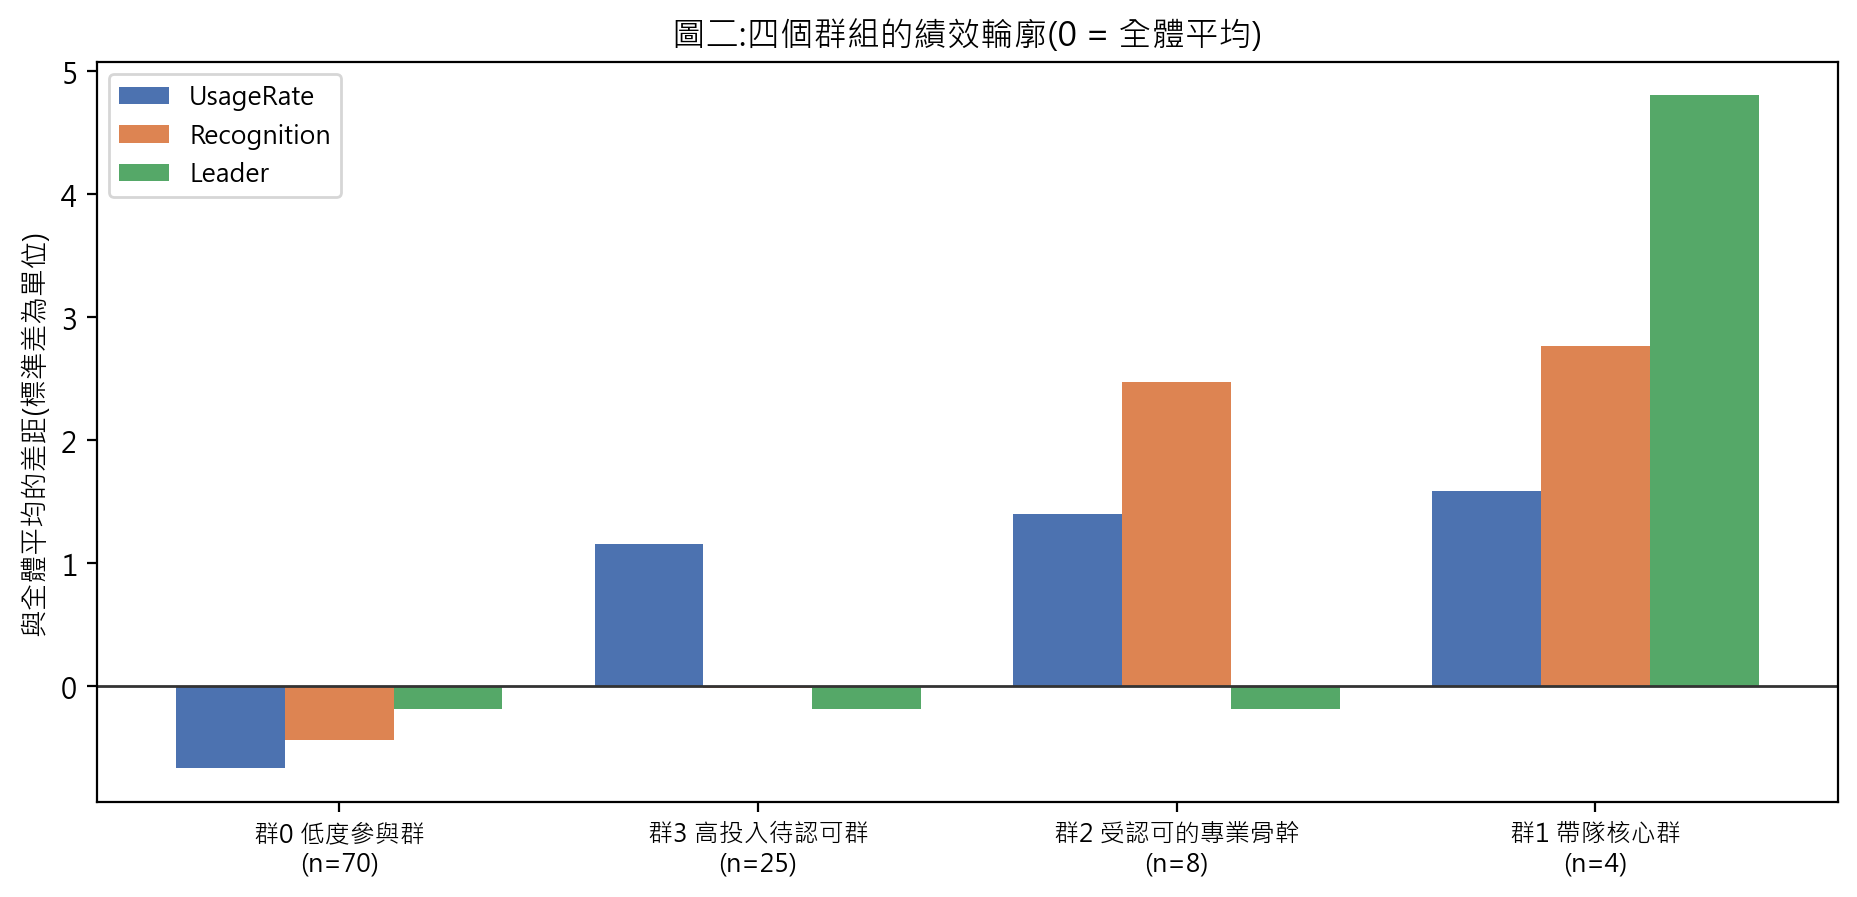 圖二:四個群組的績效輪廓(0 = 全體平均)
UsageRate
Recognition
Leader
與全體平均的差距(標準差為單位)
5
4
3
2
1
0
群0 低度參與群
(n=70)
群3 高投入待認可群
(n=25)
群2 受認可的專業骨幹
(n=8)
群1 帶隊核心群
(n=4)